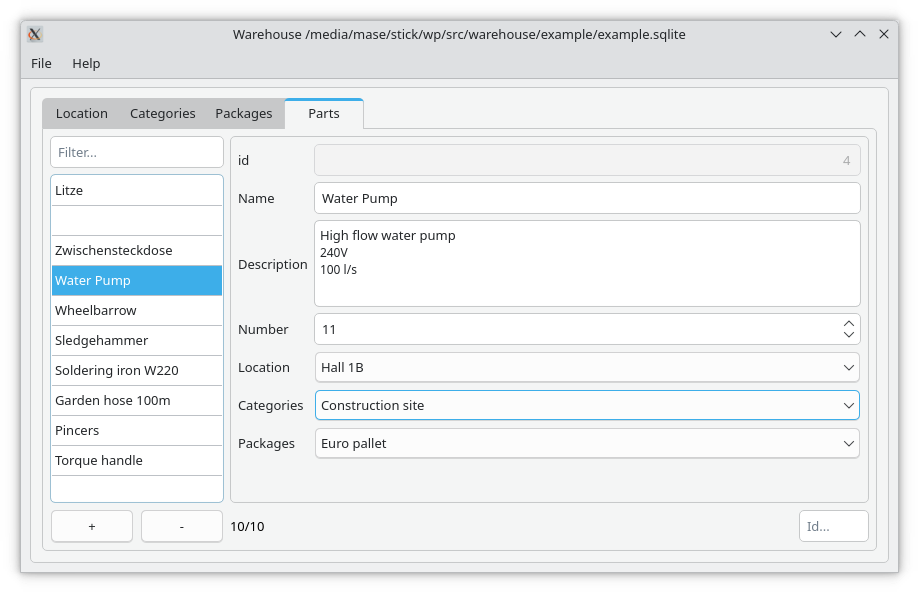 Warehouse /media/mase/stick/wp/src/warehouse/example/example.sqlite
File Help
Location Categories Packages Parts
Filter...
Litze
Zwischensteckdose
Water Pump
Wheelbarrow
Sledgehammer
Soldering iron W220
Garden hose 100m
Pincers
Torque handle
id 4
Name Water Pump
Description High flow water pump
240V
100 l/s
Number 11
Location Hall 1B
Categories Construction site
Packages Euro pallet
+ - 10/10 Id...